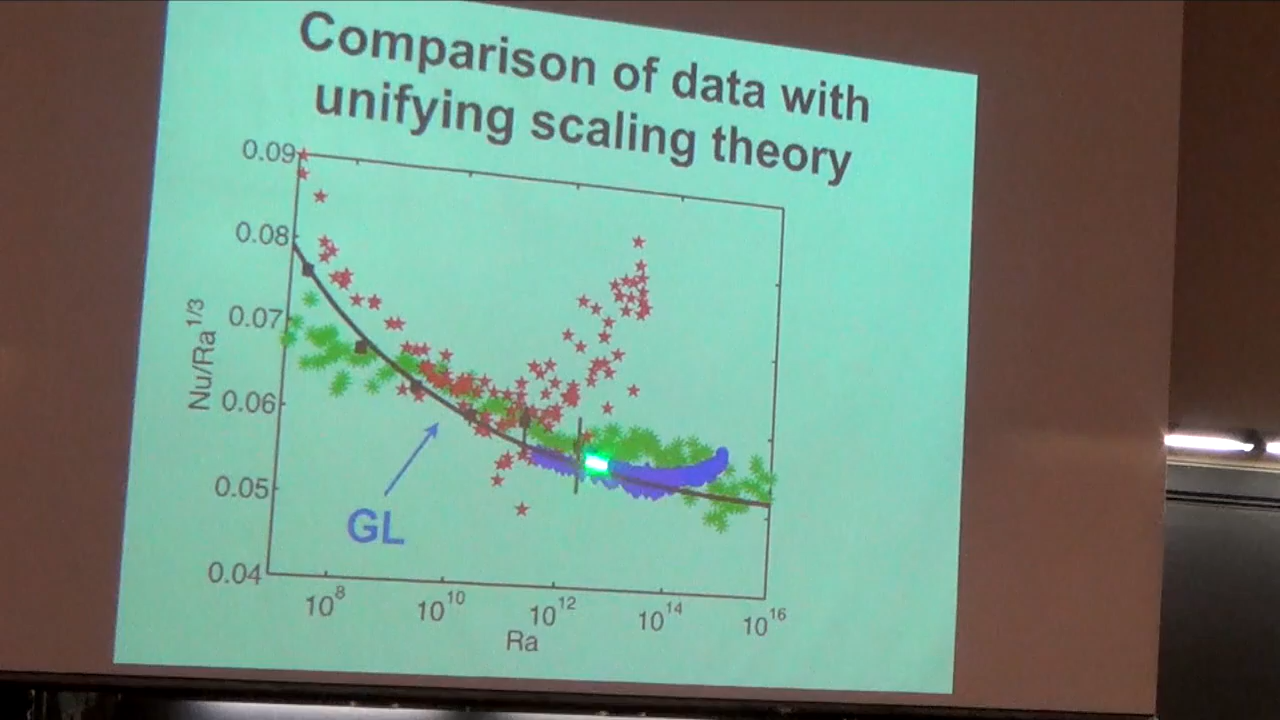 Comparison of data with
unifying scaling theory
0.09
0.08
0.07
0.06
0.05
0.04
Nu/Ra^1/3
GL
10^8
10^10
10^12
10^14
10^16
Ra